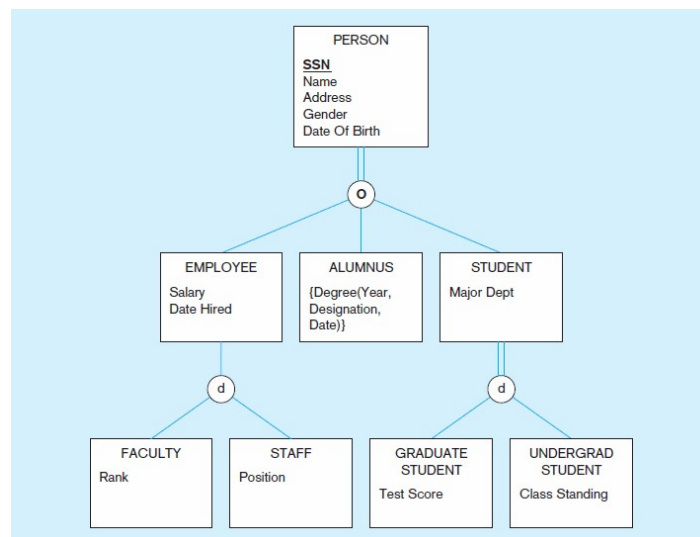 PERSON
SSN
Name
Address
Gender
Date Of Birth
O
EMPLOYEE
Salary
Date Hired
ALUMNUS
{Degree(Year,
Designation,
Date)}
STUDENT
Major Dept
d
d
FACULTY
Rank
STAFF
Position
GRADUATE
STUDENT
Test Score
UNDERGRAD
STUDENT
Class Standing